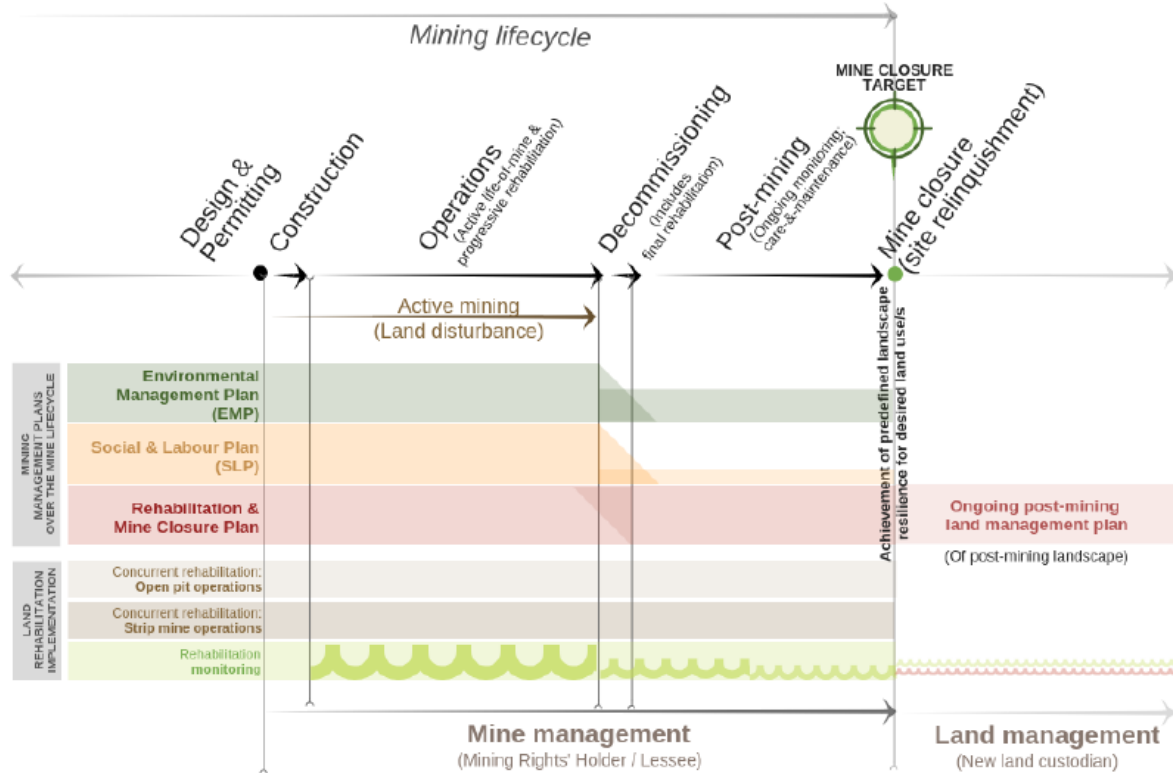 Mining lifecycle
MINE CLOSURE
TARGET
Design &
Permitting
Construction
Operations
(Active life-of-mine &
progressive rehabilitation)
Decommissioning
(Includes
final rehabilitation)
Post-mining
(Ongoing monitoring;
care-&-maintenance)
Mine closure
(site relinquishment)
Active mining
(Land disturbance)
Achievement of predefined landscape
resilience for desired land use/s
MINING
MANAGEMENT PLANS
OVER THE MINE LIFECYCLE
Environmental
Management Plan
(EMP)
Social & Labour Plan
(SLP)
Rehabilitation &
Mine Closure Plan
Ongoing post-mining
land management plan
(Of post-mining landscape)
LAND
REHABILITATION
IMPLEMENTATION
Concurrent rehabilitation:
Open pit operations
Concurrent rehabilitation:
Strip mine operations
Rehabilitation
monitoring
Mine management
(Mining Rights' Holder / Lessee)
Land management
(New land custodian)